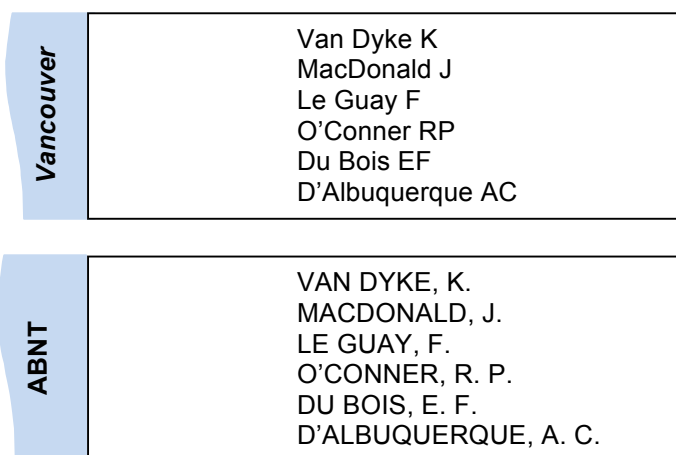 Vancouver
Van Dyke K
MacDonald J
Le Guay F
O’Conner RP
Du Bois EF
D’Albuquerque AC
ABNT
VAN DYKE, K.
MACDONALD, J.
LE GUAY, F.
O’CONNER, R. P.
DU BOIS, E. F.
D’ALBUQUERQUE, A. C.